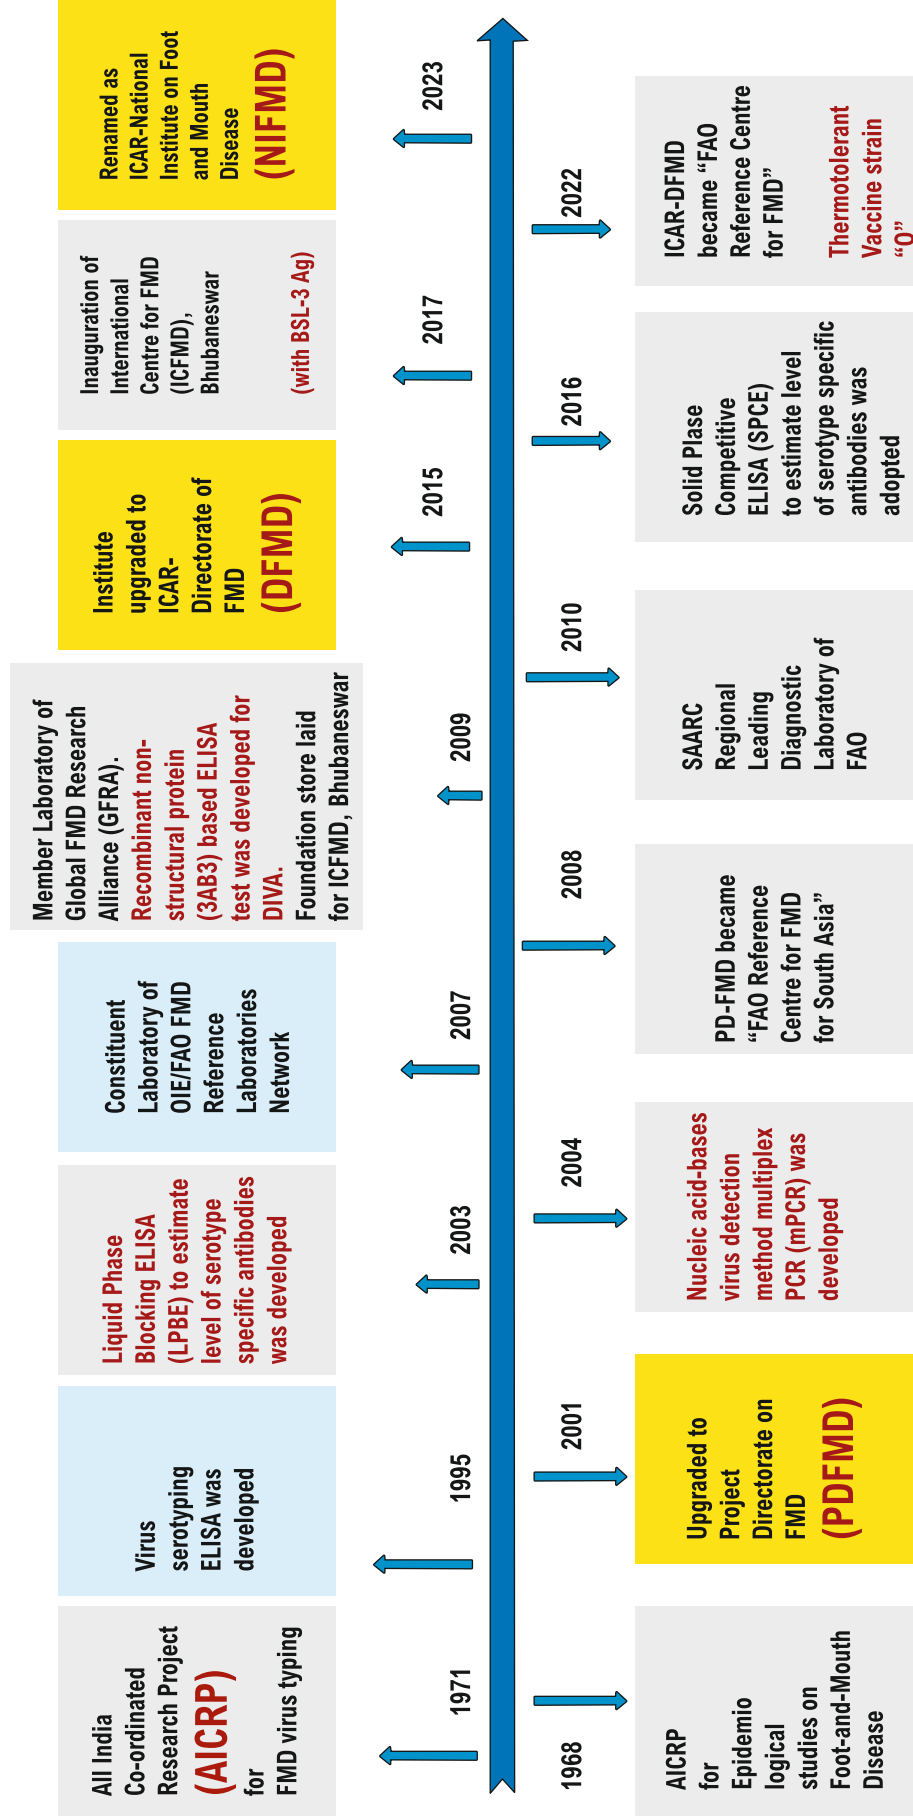 All India
Co-ordinated
Research Project
(AICRP)
for
FMD virus typing
1971
Virus
serotyping
ELISA was
developed
1995
Liquid Phase
Blocking ELISA
(LPBE) to estimate
level of serotype
specific antibodies
was developed
2003
Constituent
Laboratory of
OIE/FAO FMD
Reference
Laboratories
Network
2007
Member Laboratory of
Global FMD Research
Alliance (GFRA).
Recombinant non-
structural protein
(3AB3) based ELISA
test was developed for
DIVA.
Foundation store laid
for ICFMD, Bhubaneswar
2009
Institute
upgraded to
ICAR-
Directorate of
FMD
(DFMD)
2015
Inauguration of
International
Centre for FMD
(ICFMD),
Bhubaneswar
(with BSL-3 Ag)
2017
Renamed as
ICAR-National
Institute on Foot
and Mouth
Disease
(NIFMD)
2023
1968
AICRP
for
Epidemio
logical
studies on
Foot-and-Mouth
Disease
2001
Upgraded to
Project
Directorate on
FMD
(PDFMD)
2004
Nucleic acid-bases
virus detection
method multiplex
PCR (mPCR) was
developed
2008
PD-FMD became
“FAO Reference
Centre for FMD
for South Asia”
2010
SAARC
Regional
Leading
Diagnostic
Laboratory of
FAO
2016
Solid Plase
Competitive
ELISA (SPCE)
to estimate level
of serotype specific
antibodies was
adopted
2022
ICAR-DFMD
became “FAO
Reference Centre
for FMD”
Thermotolerant
Vaccine strain
“O”